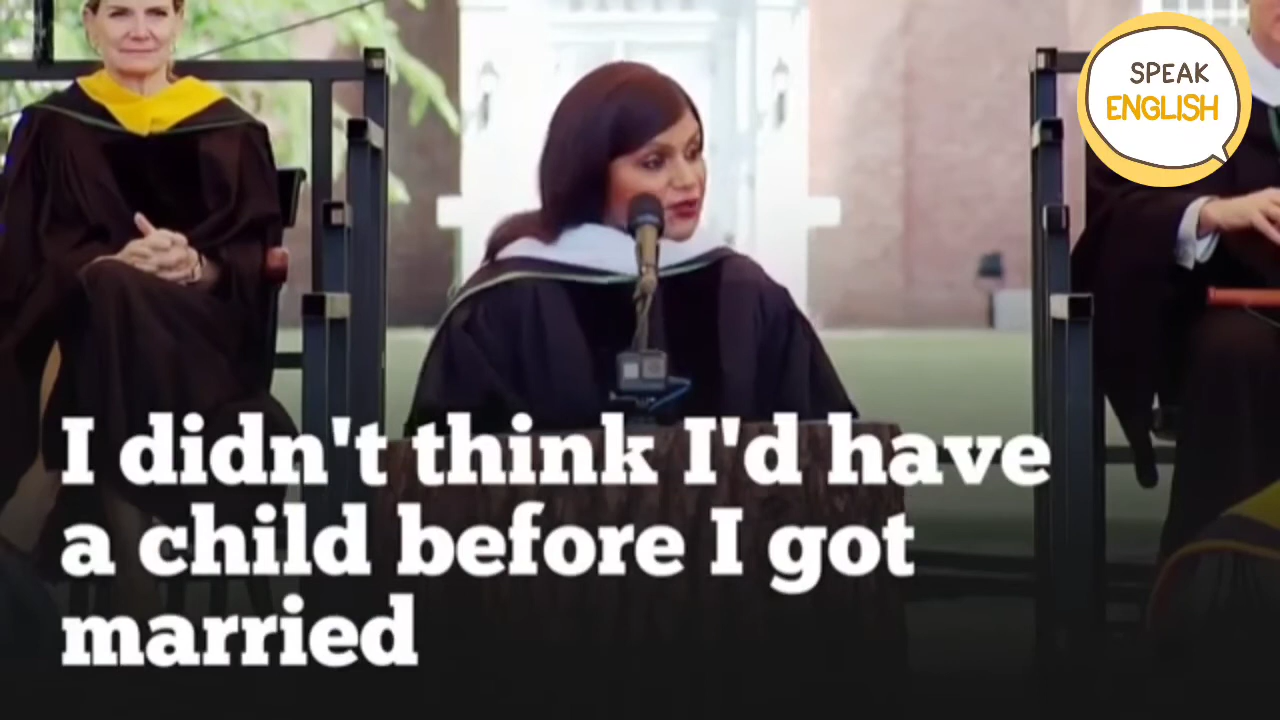 SPEAK
ENGLISH
I didn't think I'd have
a child before I got
married